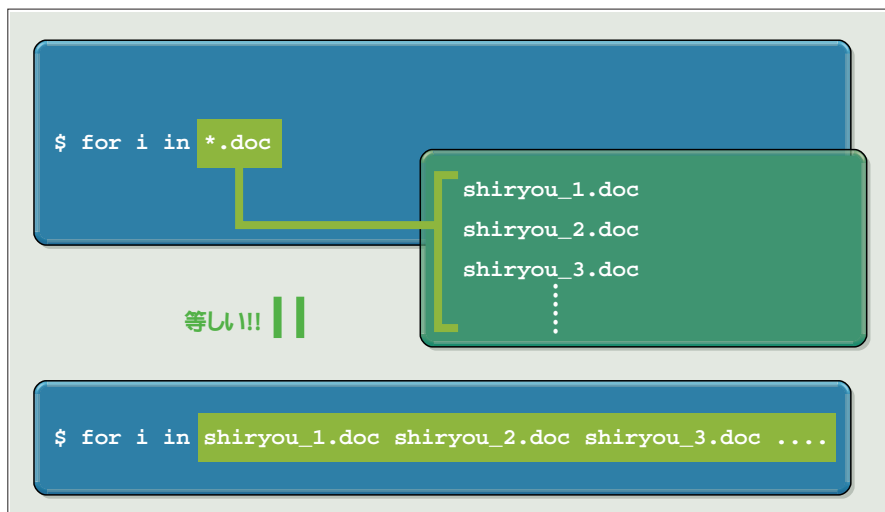 $ for i in *.doc
shiryou_1.doc
shiryou_2.doc
shiryou_3.doc
等しい!!
$ for i in shiryou_1.doc shiryou_2.doc shiryou_3.doc ....